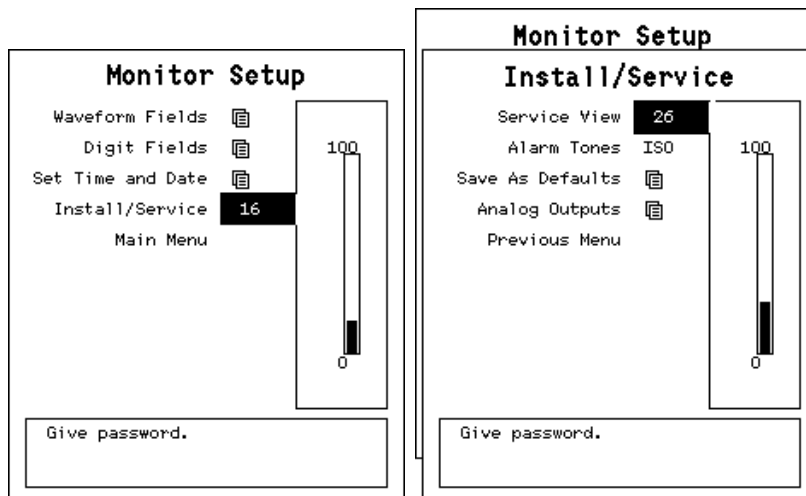 Monitor Setup
Waveform Fields
Digit Fields
Set Time and Date
Install/Service 16
Main Menu
100
0
Give password.
Monitor Setup
Install/Service
Service View 26
Alarm Tones ISO
Save As Defaults
Analog Outputs
Previous Menu
100
0
Give password.